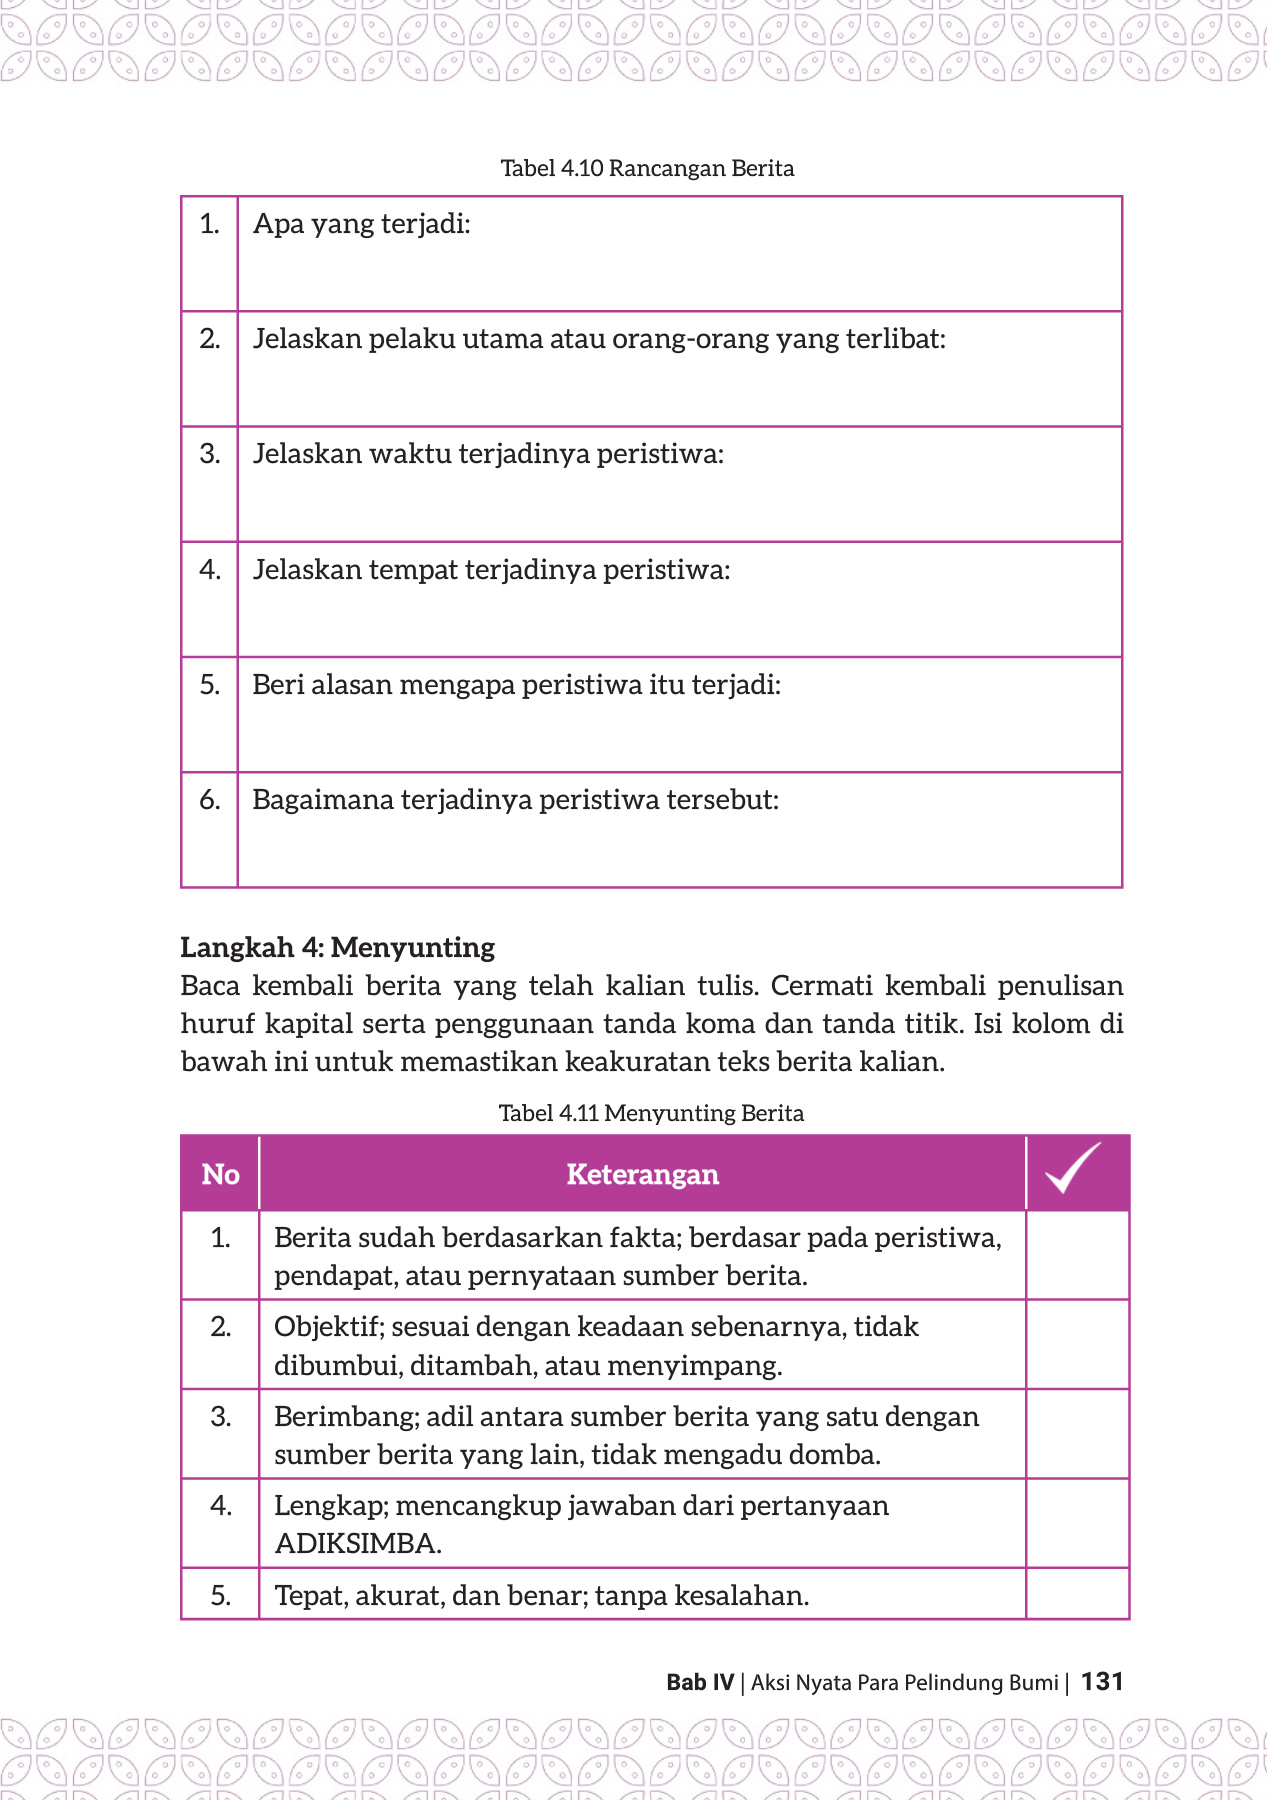 Tabel 4.10 Rancangan Berita
1. Apa yang terjadi:
2. Jelaskan pelaku utama atau orang-orang yang terlibat:
3. Jelaskan waktu terjadinya peristiwa:
4. Jelaskan tempat terjadinya peristiwa:
5. Beri alasan mengapa peristiwa itu terjadi:
6. Bagaimana terjadinya peristiwa tersebut:
Langkah 4: Menyunting
Baca kembali berita yang telah kalian tulis. Cermati kembali penulisan
huruf kapital serta penggunaan tanda koma dan tanda titik. Isi kolom di
bawah ini untuk memastikan keakuratan teks berita kalian.
Tabel 4.11 Menyunting Berita
No Keterangan
1. Berita sudah berdasarkan fakta; berdasar pada peristiwa,
pendapat, atau pernyataan sumber berita.
2. Objektif; sesuai dengan keadaan sebenarnya, tidak
dibumbui, ditambah, atau menyimpang.
3. Berimbang; adil antara sumber berita yang satu dengan
sumber berita yang lain, tidak mengadu domba.
4. Lengkap; mencangkup jawaban dari pertanyaan
ADIKSIMBA.
5. Tepat, akurat, dan benar; tanpa kesalahan.
Bab IV | Aksi Nyata Para Pelindung Bumi | 131